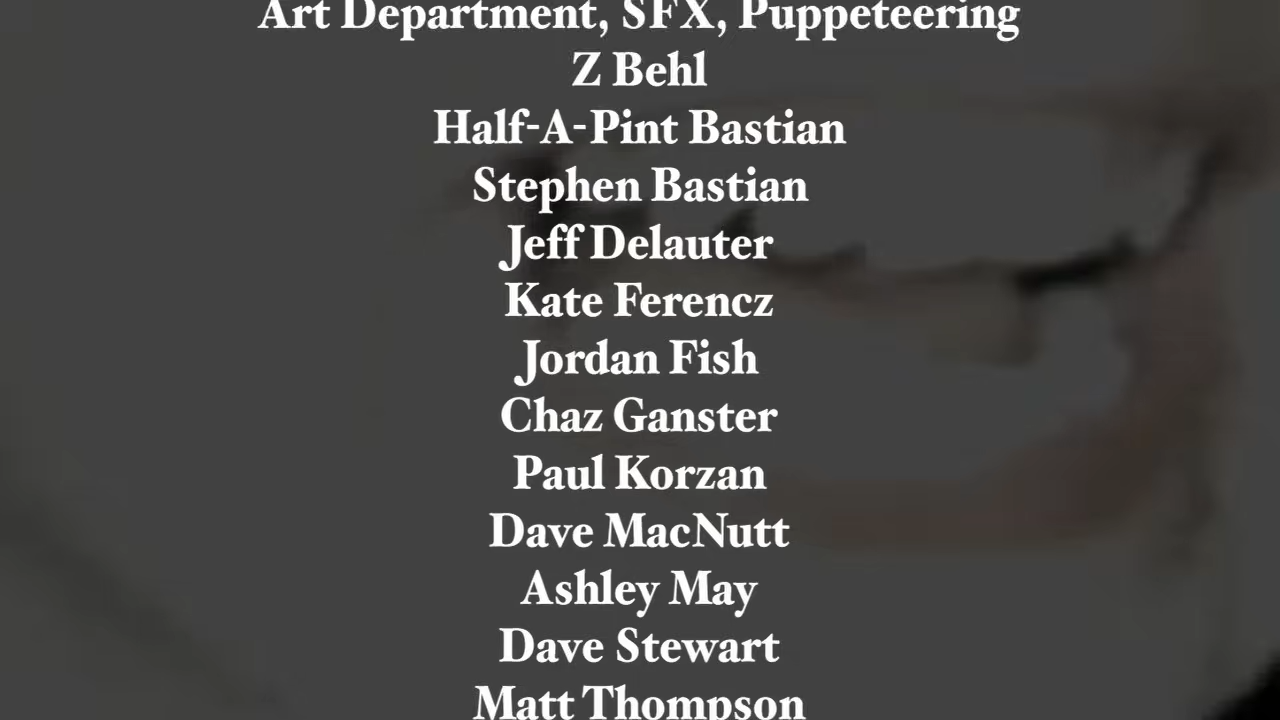 Art Department, SFX, Puppeteering
Z Behl
Half-A-Pint Bastian
Stephen Bastian
Jeff Delauter
Kate Ferencz
Jordan Fish
Chaz Ganster
Paul Korzan
Dave MacNutt
Ashley May
Dave Stewart
Matt Thompson